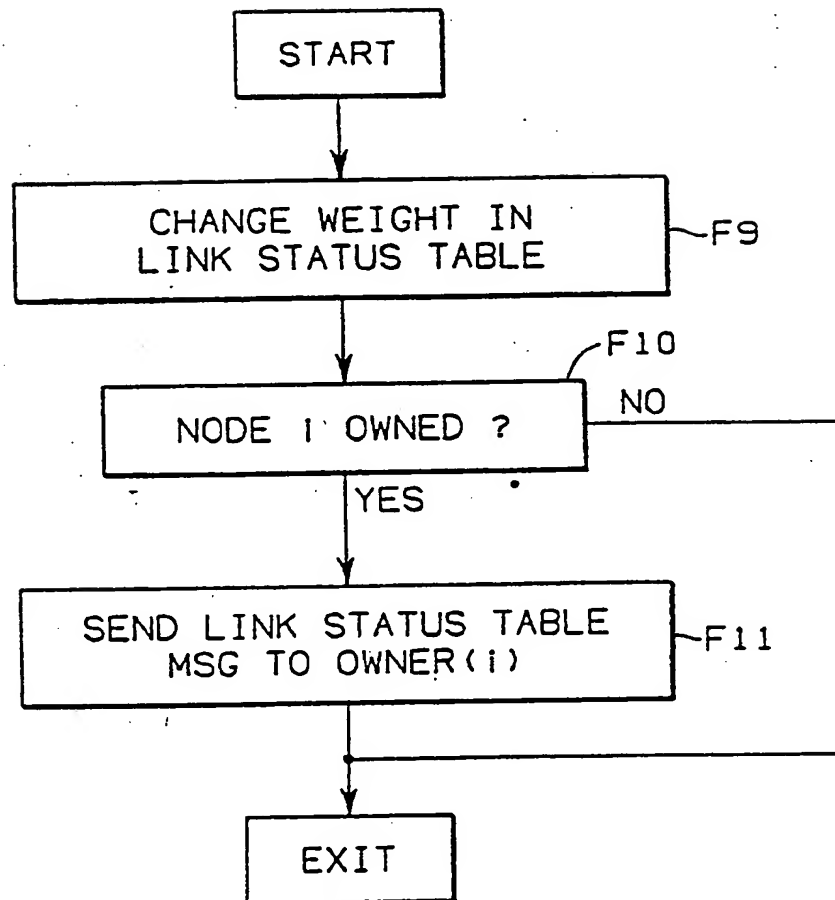 START
CHANGE WEIGHT IN
LINK STATUS TABLE
F9
F10
NODE i OWNED ?
NO
YES
SEND LINK STATUS TABLE
MSG TO OWNER(i)
F11
EXIT